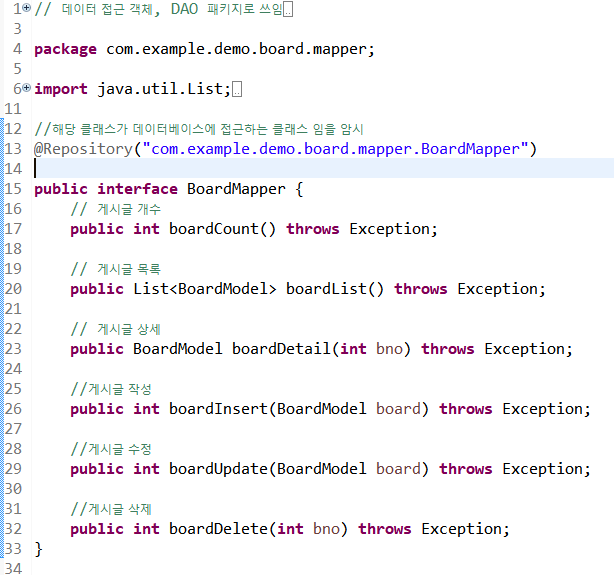 1 // 데이터 접근 객체, DAO 패키지로 쓰임
3
4 package com.example.demo.board.mapper;
5
6 import java.util.List;
11
12 //해당 클래스가 데이터베이스에 접근하는 클래스 임을 암시
13 @Repository("com.example.demo.board.mapper.BoardMapper")
14
15 public interface BoardMapper {
16 // 게시글 개수
17 public int boardCount() throws Exception;
18
19 // 게시글 목록
20 public List<BoardModel> boardList() throws Exception;
21
22 // 게시글 상세
23 public BoardModel boardDetail(int bno) throws Exception;
24
25 //게시글 작성
26 public int boardInsert(BoardModel board) throws Exception;
27
28 //게시글 수정
29 public int boardUpdate(BoardModel board) throws Exception;
30
31 //게시글 삭제
32 public int boardDelete(int bno) throws Exception;
33 }
34